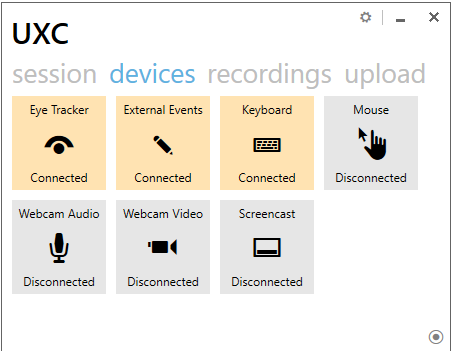 UXC
session devices recordings upload
Eye Tracker External Events Keyboard Mouse
Connected Connected Connected Disconnected
Webcam Audio Webcam Video Screencast
Disconnected Disconnected Disconnected